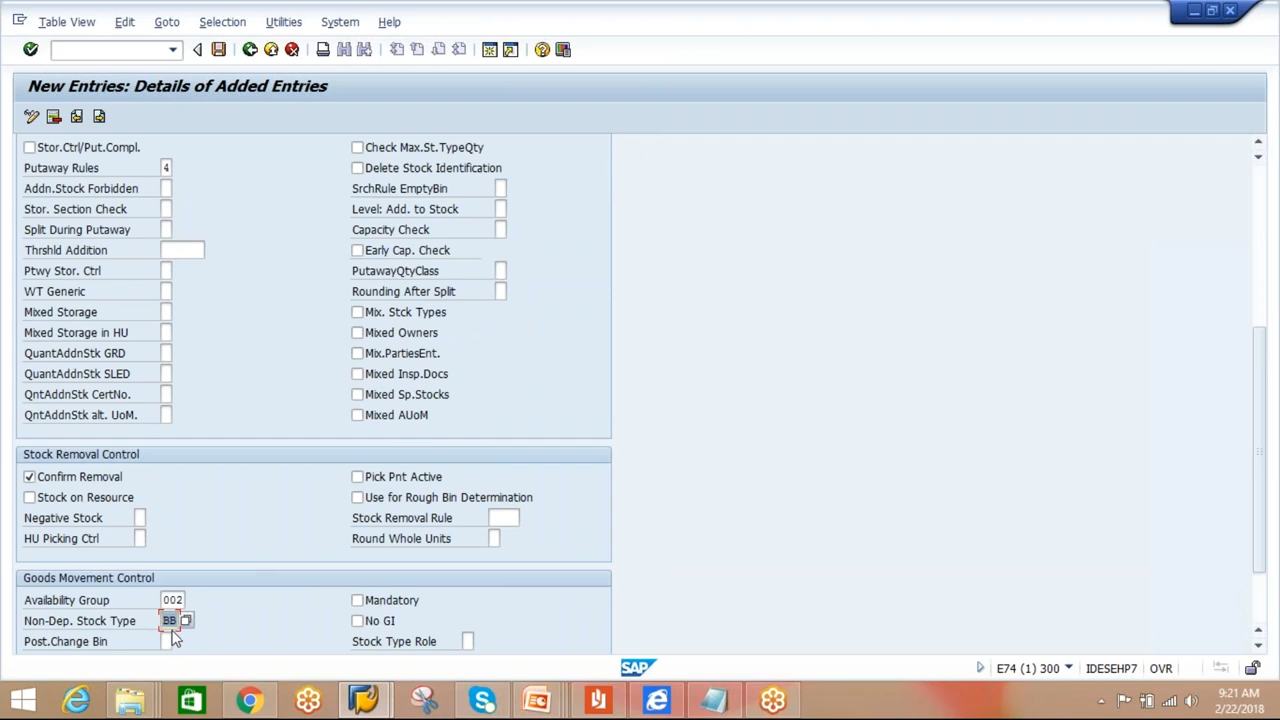 Table View Edit Goto Selection Utilities System Help
New Entries: Details of Added Entries
Stor.Ctrl/Put.Compl. Check Max.St.TypeQty
Putaway Rules 4 Delete Stock Identification
Addn.Stock Forbidden SrchRule EmptyBin
Stor. Section Check Level: Add. to Stock
Split During Putaway Capacity Check
Thrshld Addition Early Cap. Check
Ptwy Stor. Ctrl PutawayQtyClass
WT Generic Rounding After Split
Mixed Storage Mix. Stck Types
Mixed Storage in HU Mixed Owners
QuantAddnStk GRD Mix.PartiesEnt.
QuantAddnStk SLED Mixed Insp.Docs
QntAddnStk CertNo. Mixed Sp.Stocks
QntAddnStk alt. UoM. Mixed AUoM
Stock Removal Control
Confirm Removal Pick Pnt Active
Stock on Resource Use for Rough Bin Determination
Negative Stock Stock Removal Rule
HU Picking Ctrl Round Whole Units
Goods Movement Control
Availability Group 002 Mandatory
Non-Dep. Stock Type BB No GI
Post.Change Bin Stock Type Role
SAP E74 (1) 300 IDESEHP7 OVR
9:21 AM
2/22/2018